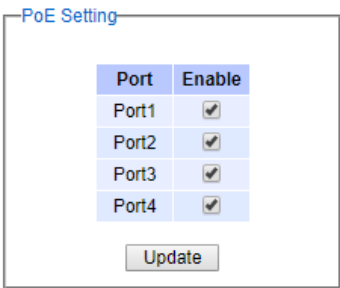 PoE Setting
Port Enable
Port1
Port2
Port3
Port4
Update